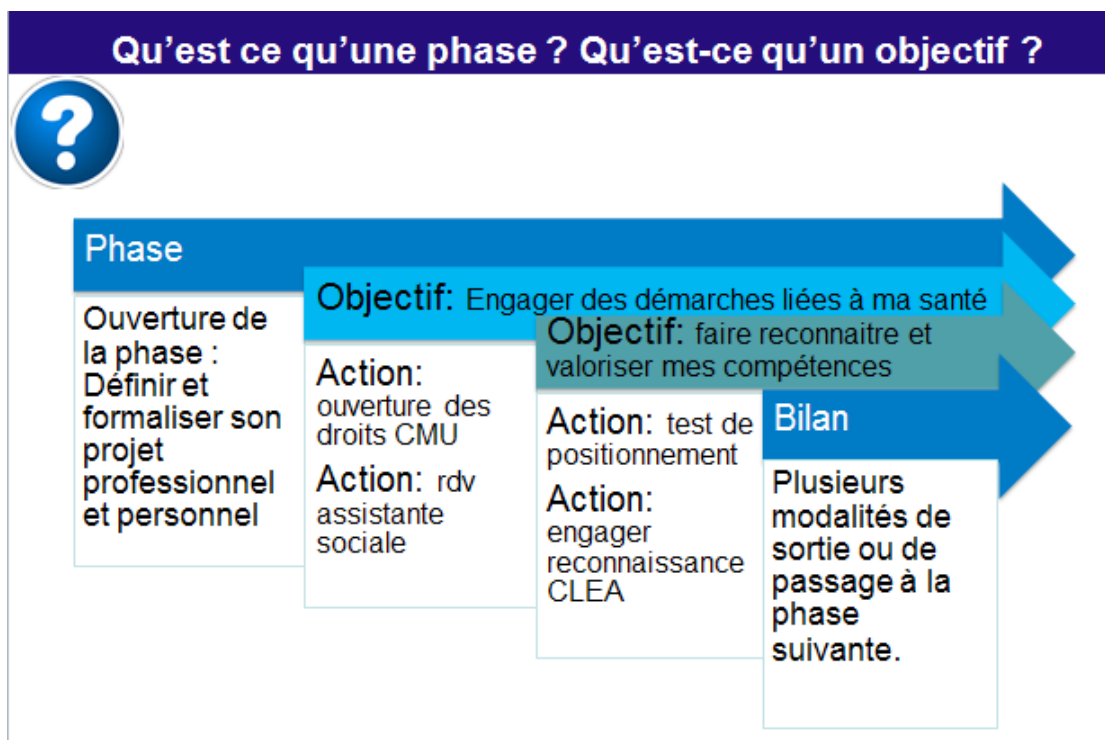 Qu’est ce qu’une phase ? Qu’est-ce qu’un objectif ?
?
Phase
Ouverture de
la phase :
Définir et
formaliser son
projet
professionnel
et personnel
Objectif: Engager des démarches liées à ma santé
Action:
ouverture des
droits CMU
Action: rdv
assistante
sociale
Objectif: faire reconnaitre et
valoriser mes compétences
Action: test de
positionnement
Action:
engager
reconnaissance
CLEA
Bilan
Plusieurs
modalités de
sortie ou de
passage à la
phase
suivante.